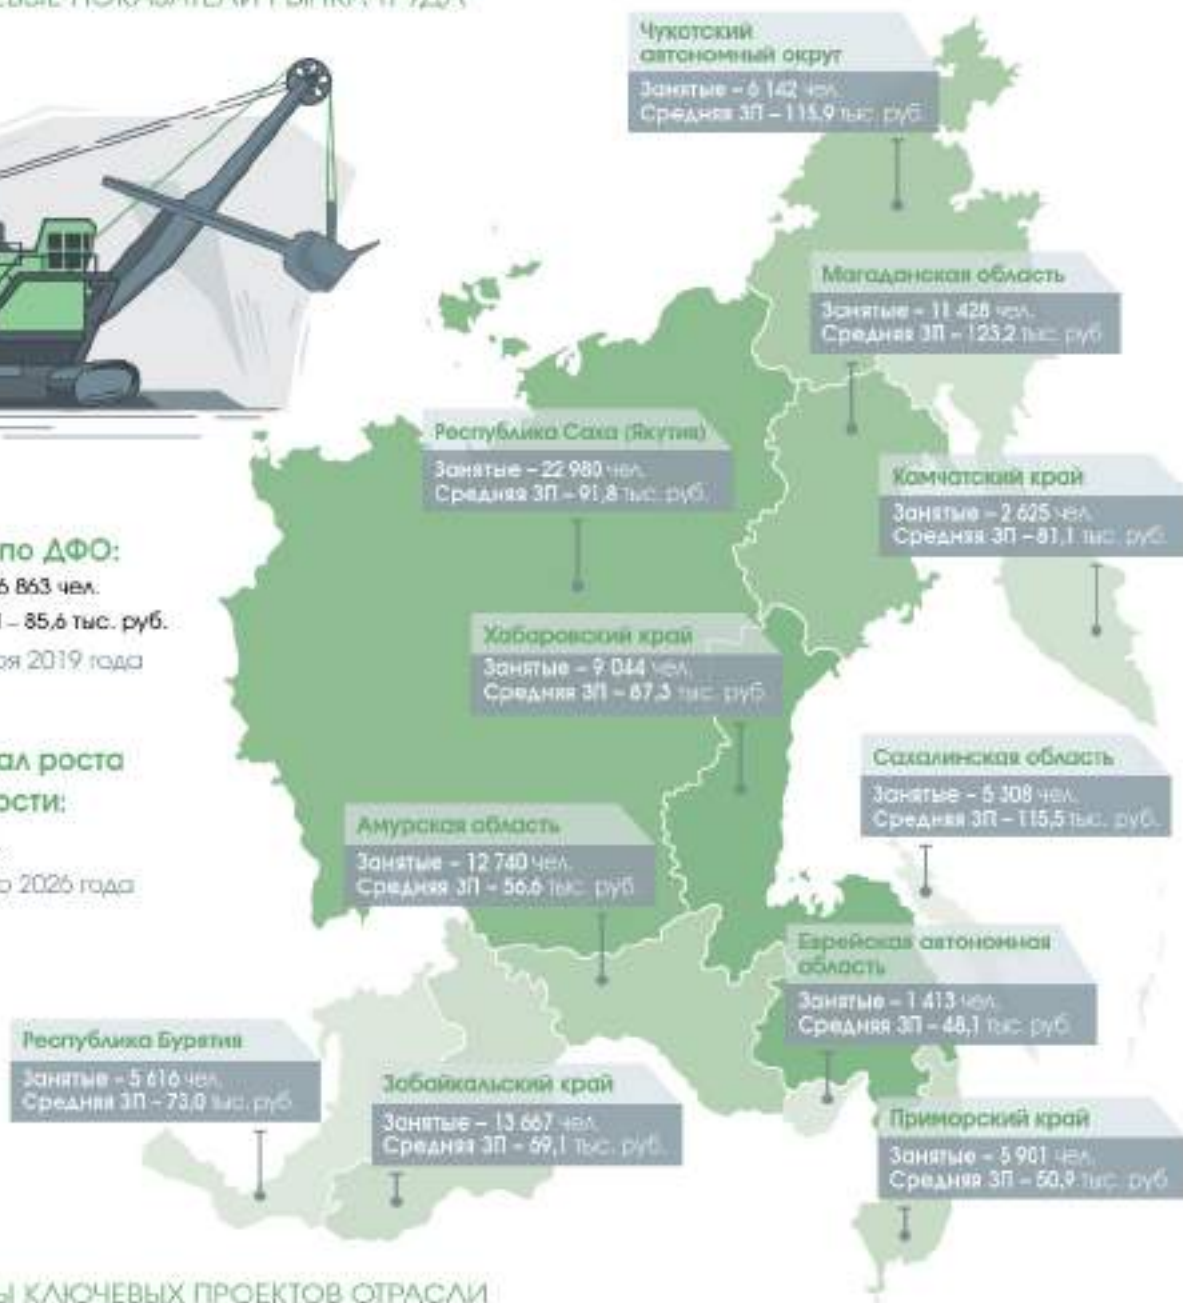 ПОКАЗАТЕЛИ РЫНКА ТРУДА
Чукотский
автономный округ
Занятые – 6 142 чел.
Средняя ЗП – 115,9 тыс. руб.
Магаданская область
Занятые – 11 428 чел.
Средняя ЗП – 123,2 тыс. руб.
Республика Саха (Якутия)
Занятые – 22 980 чел.
Средняя ЗП – 91,8 тыс. руб.
Камчатский край
Занятые – 2 625 чел.
Средняя ЗП – 81,1 тыс. руб.
по ДФО:
6 863 чел.
– 85,6 тыс. руб.
2019 года
Хабаровский край
Занятые – 9 044 чел.
Средняя ЗП – 87,3 тыс. руб.
роста
Сахалинская область
Занятые – 5 308 чел.
Средняя ЗП – 115,5 тыс. руб.
Амурская область
Занятые – 12 740 чел.
Средняя ЗП – 56,6 тыс. руб.
2026 года
Еврейская автономная
область
Занятые – 1 413 чел.
Средняя ЗП – 48,1 тыс. руб.
Республика Бурятия
Занятые – 5 616 чел.
Средняя ЗП – 73,0 тыс. руб.
Забайкальский край
Занятые – 13 667 чел.
Средняя ЗП – 69,1 тыс. руб.
Приморский край
Занятые – 5 901 чел.
Средняя ЗП – 50,9 тыс. руб.
КЛЮЧЕВЫХ ПРОЕКТОВ ОТРАСЛИ